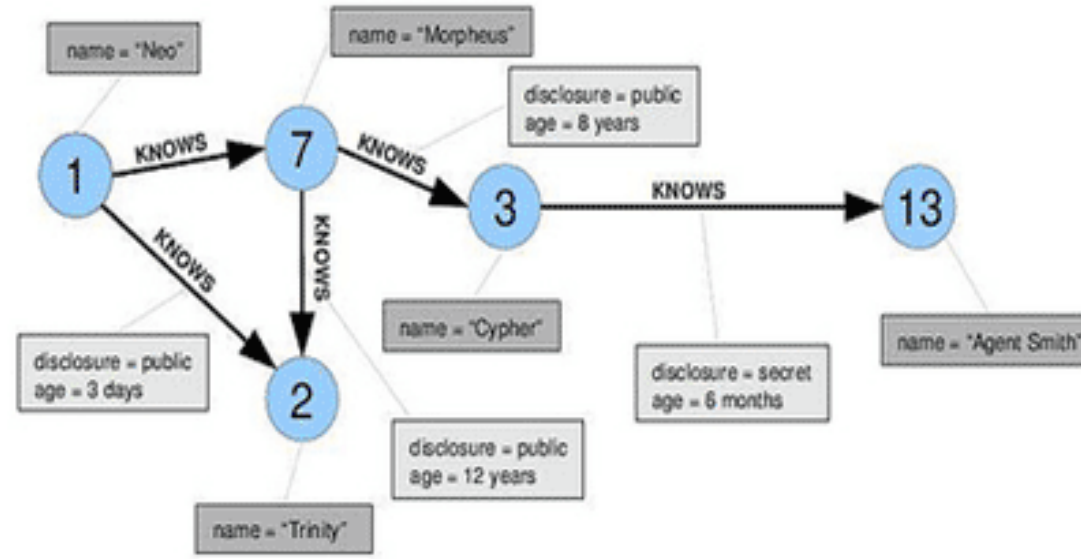 name = "Neo"
name = "Morpheus"
disclosure = public
age = 8 years
1
KNOWS
7
KNOWS
3
KNOWS
13
KNOWS
KNOWS
name = "Cypher"
name = "Agent Smith"
disclosure = public
age = 3 days
2
disclosure = secret
age = 6 months
disclosure = public
age = 12 years
name = "Trinity"